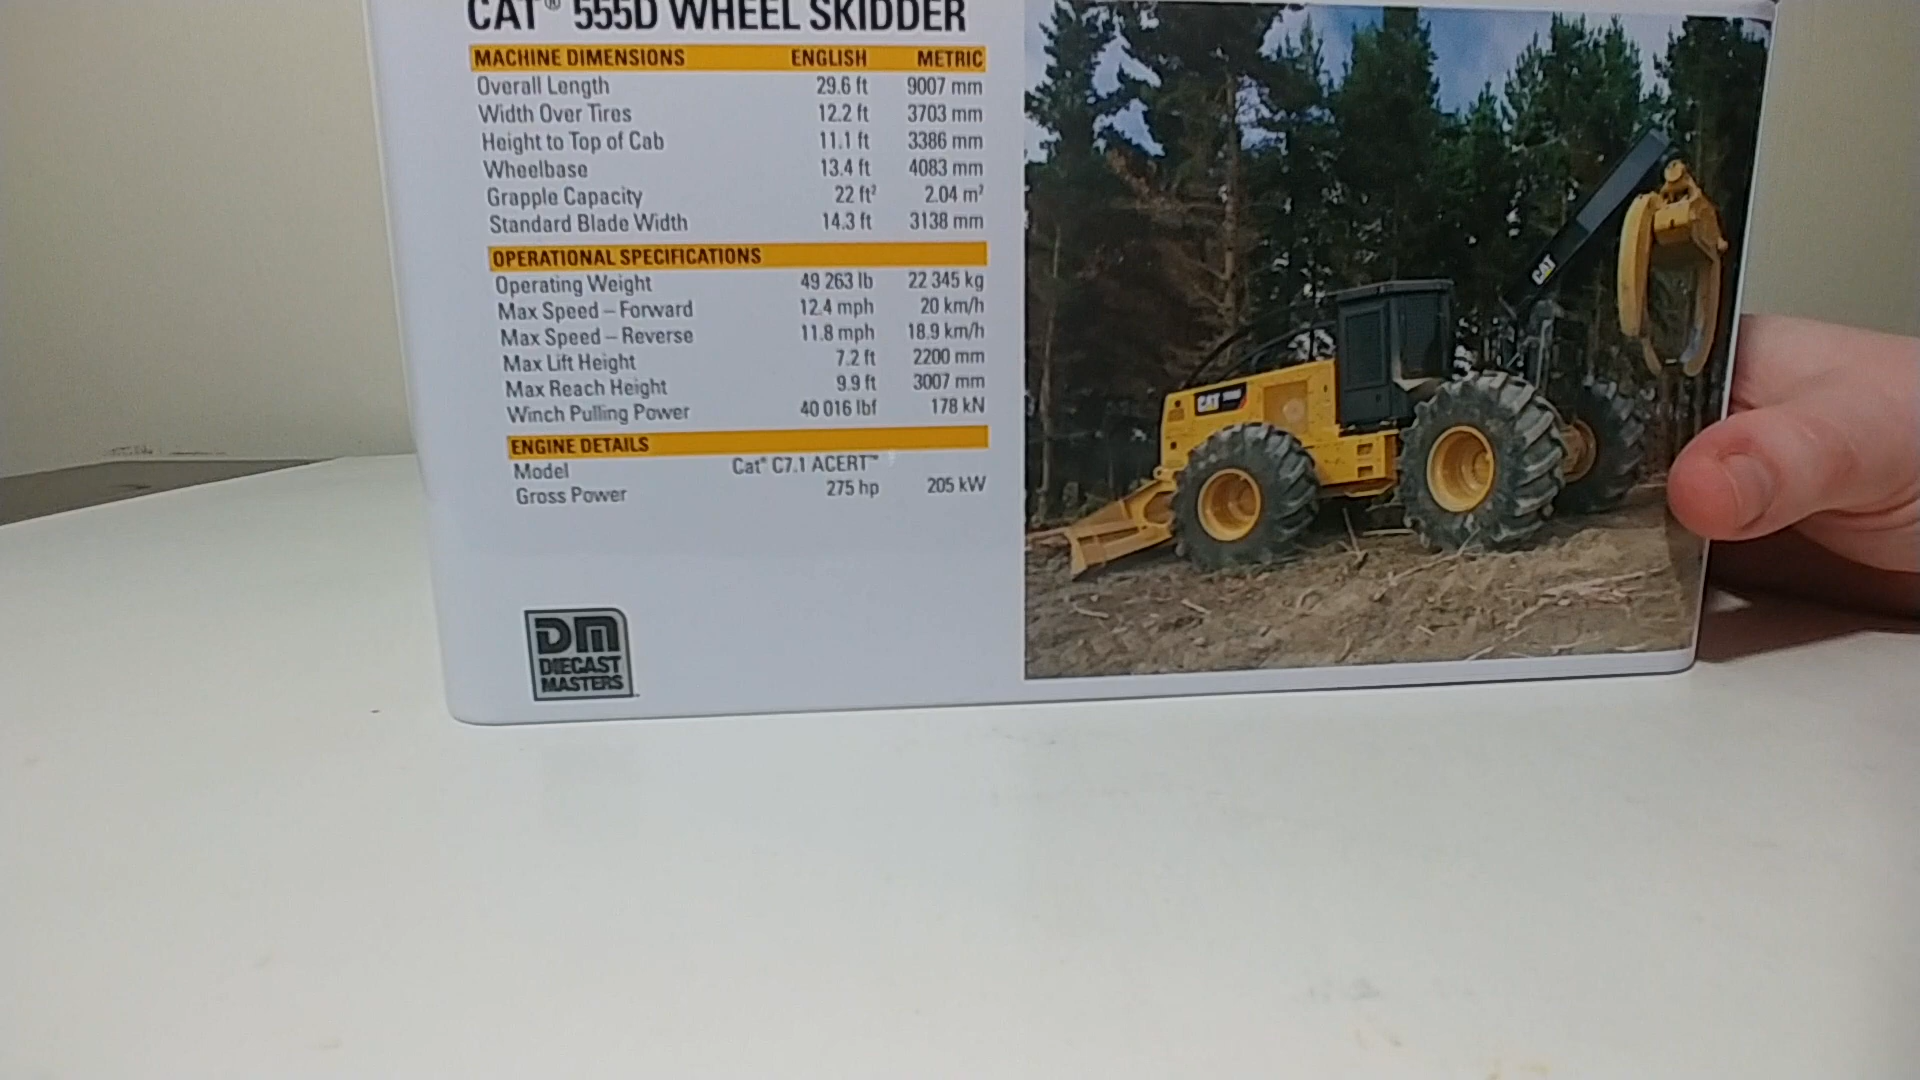 CAT® 555D WHEEL SKIDDER
MACHINE DIMENSIONS ENGLISH METRIC
Overall Length 29.6 ft 9007 mm
Width Over Tires 12.2 ft 3703 mm
Height to Top of Cab 11.1 ft 3386 mm
Wheelbase 13.4 ft 4083 mm
Grapple Capacity 22 ft² 2.04 m²
Standard Blade Width 14.3 ft 3138 mm
OPERATIONAL SPECIFICATIONS
Operating Weight 49 263 lb 22 345 kg
Max Speed – Forward 12.4 mph 20 km/h
Max Speed – Reverse 11.8 mph 18.9 km/h
Max Lift Height 7.2 ft 2200 mm
Max Reach Height 9.9 ft 3007 mm
Winch Pulling Power 40 016 lbf 178 kN
ENGINE DETAILS
Model Cat® C7.1 ACERT™
Gross Power 275 hp 205 kW
DM
DIECAST
MASTERS
CAT
CAT